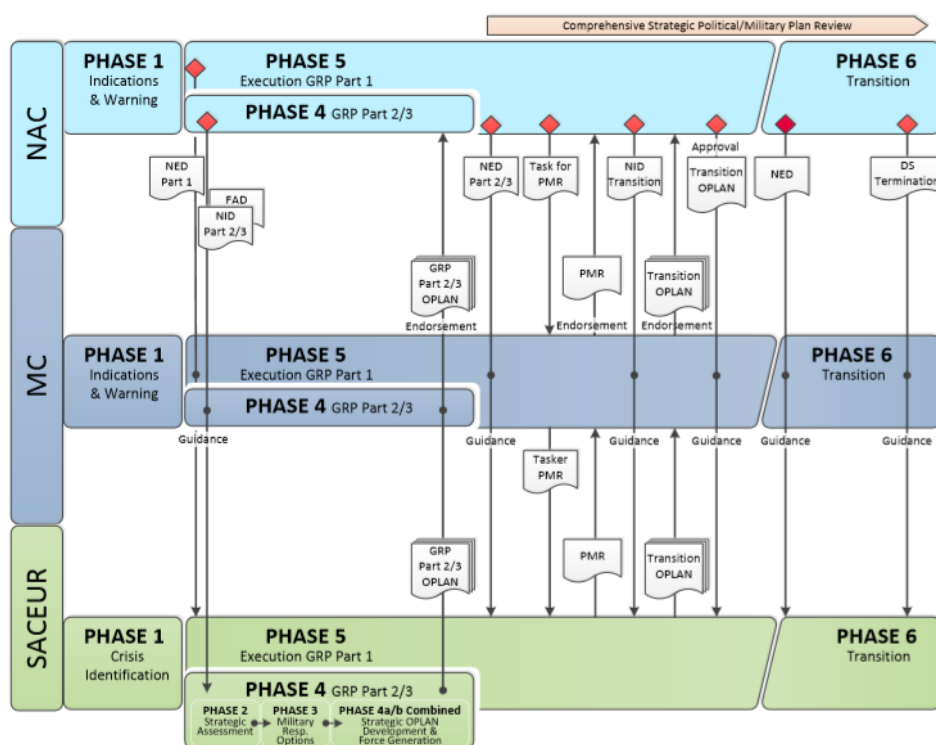 Comprehensive Strategic Political/Military Plan Review
NAC
PHASE 1
Indications
& Warning
PHASE 5
Execution GRP Part 1
PHASE 4 GRP Part 2/3
PHASE 6
Transition
NED
Part 1
FAD
NID
Part 2/3
NED
Part 2/3
Task for
PMR
NID
Transition
Approval
Transition
OPLAN
NED
DS
Termination
GRP
Part 2/3
OPLAN
Endorsement
PMR
Endorsement
Transition
OPLAN
Endorsement
MC
PHASE 1
Indications
& Warning
PHASE 5
Execution GRP Part 1
PHASE 4 GRP Part 2/3
PHASE 6
Transition
Guidance
Guidance
Guidance
Guidance
Guidance
Guidance
Tasker
PMR
GRP
Part 2/3
OPLAN
PMR
Transition
OPLAN
SACEUR
PHASE 1
Crisis
Identification
PHASE 5
Execution GRP Part 1
PHASE 4 GRP Part 2/3
PHASE 2
Strategic
Assessment
PHASE 3
Military
Resp.
Options
PHASE 4a/b Combined
Strategic OPLAN
Development &
Force Generation
PHASE 6
Transition